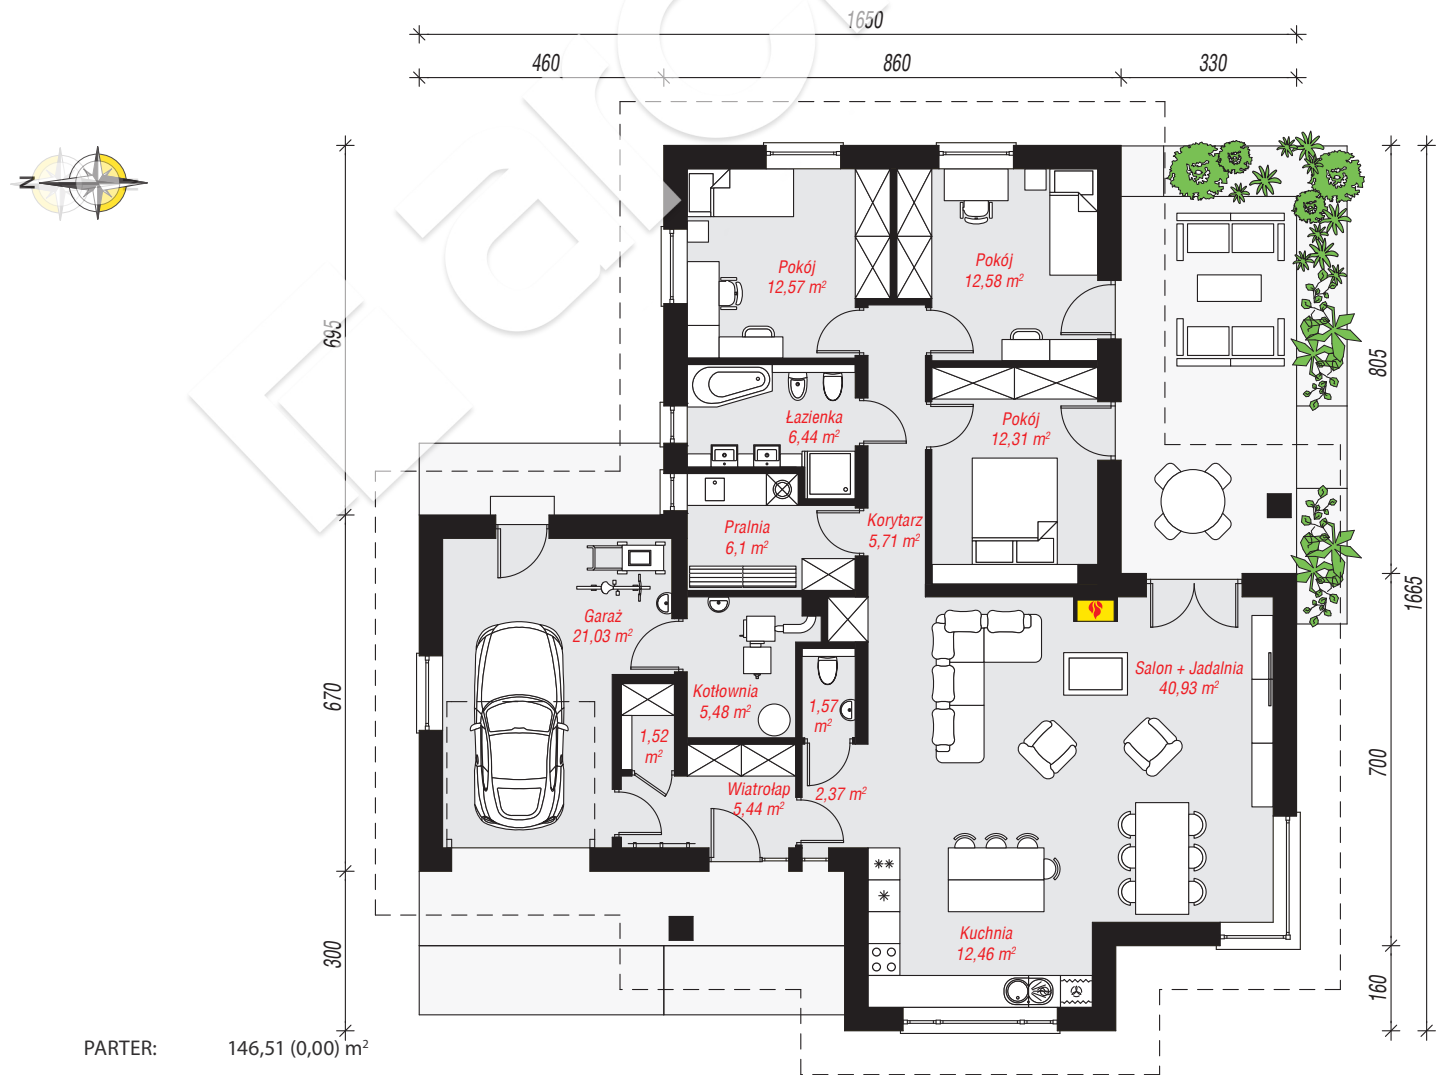 1650
460
860
330
N
Pokój
12,57 m²
Pokój
12,58 m²
695
805
Łazienka
6,44 m²
Pokój
12,31 m²
Pralnia
6,1 m²
Korytarz
5,71 m²
1665
Garaż
21,03 m²
Salon + Jadalnia
40,93 m²
670
Kotłownia
5,48 m²
1,57
m²
1,52
m²
700
Wiatrołap
5,44 m²
2,37 m²
Kuchnia
12,46 m²
300
160
PARTER: 146,51 (0,00) m²